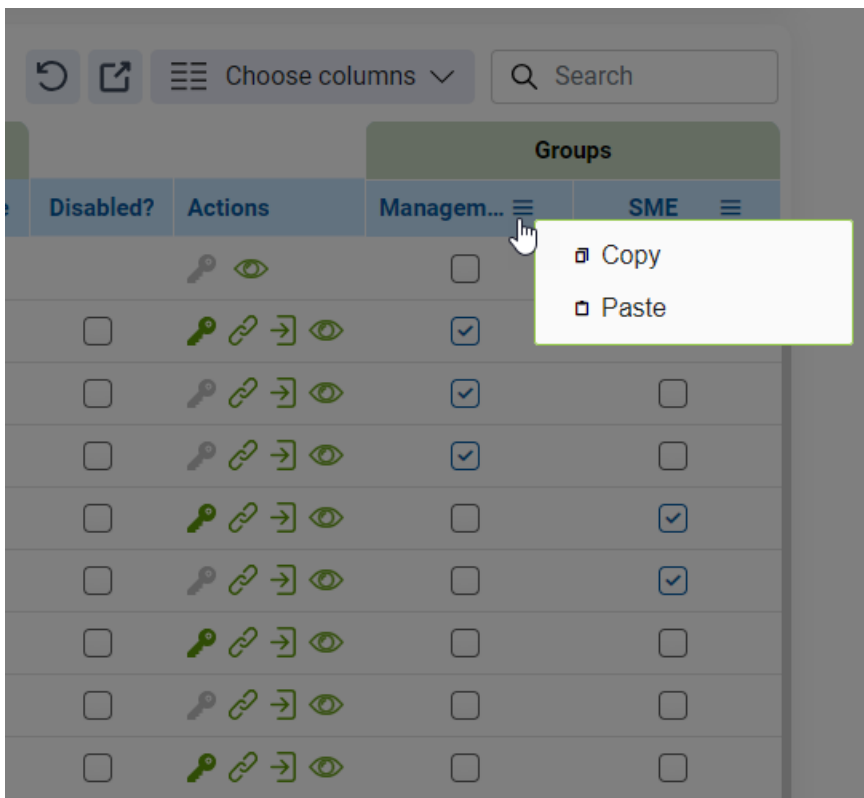 Choose columns
Search
Groups
Disabled?
Actions
Managem...
SME
Copy
Paste